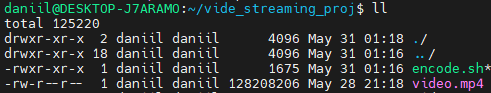 daniil@DESKTOP-J7ARAMO:~/vide_streaming_proj$ ll
total 125220
drwxr-xr-x  2 daniil daniil      4096 May 31 01:18 ./
drwxr-xr-x 18 daniil daniil      4096 May 31 01:16 ../
-rwxr-xr-x  1 daniil daniil      1675 May 31 01:16 encode.sh*
-rw-r--r--  1 daniil daniil 128208206 May 28 21:18 video.mp4